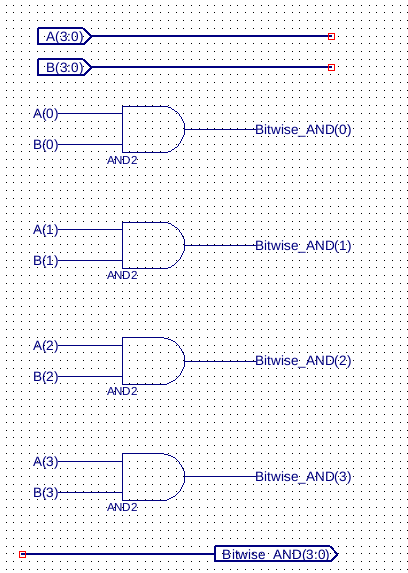 A(3:0)
B(3:0)
A(0)
Bitwise_AND(0)
B(0)
AND2
A(1)
Bitwise_AND(1)
B(1)
AND2
A(2)
Bitwise_AND(2)
B(2)
AND2
A(3)
Bitwise_AND(3)
B(3)
AND2
Bitwise_AND(3:0)